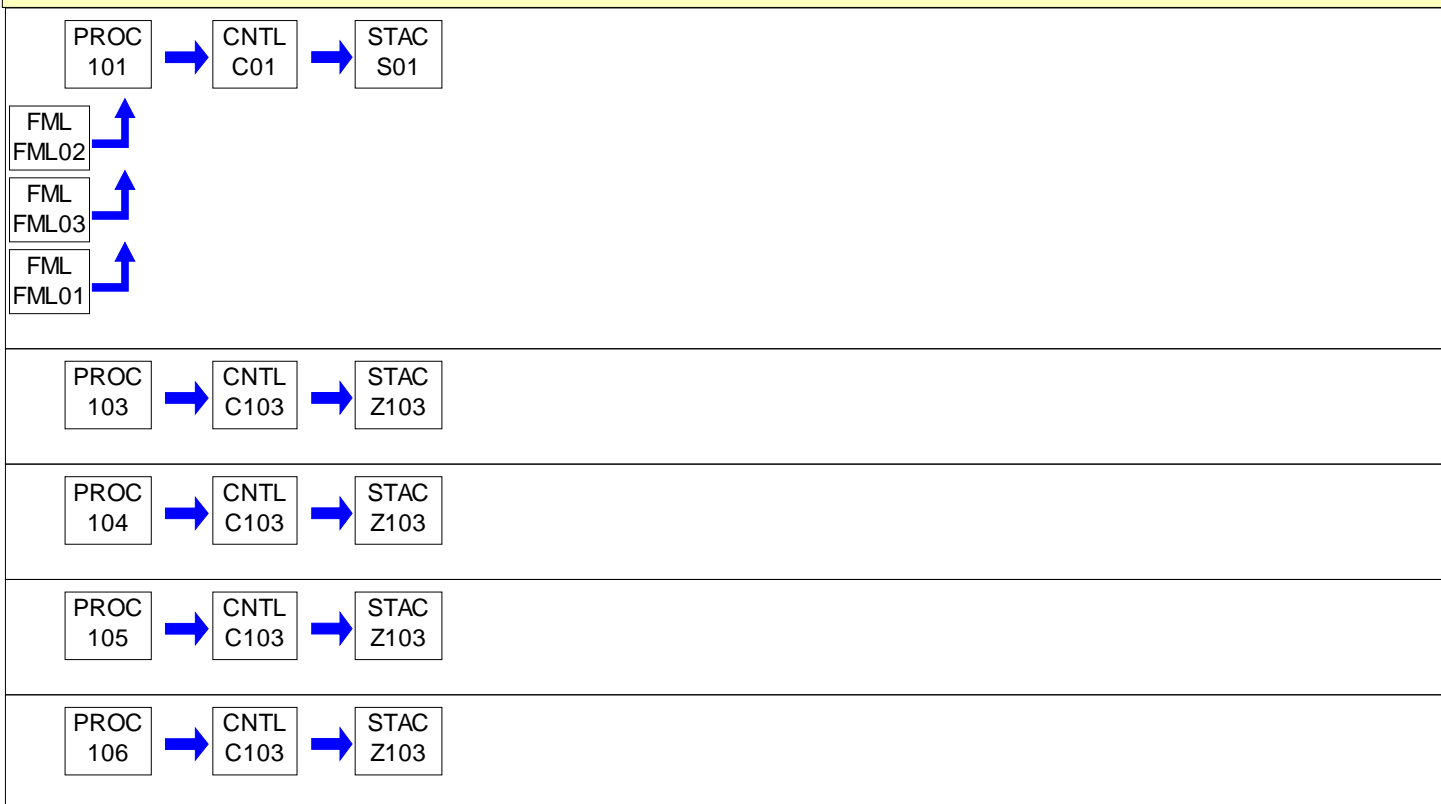 PROC
101
CNTL
C01
STAC
S01
FML
FML02
FML
FML03
FML
FML01
PROC
103
CNTL
C103
STAC
Z103
PROC
104
CNTL
C103
STAC
Z103
PROC
105
CNTL
C103
STAC
Z103
PROC
106
CNTL
C103
STAC
Z103